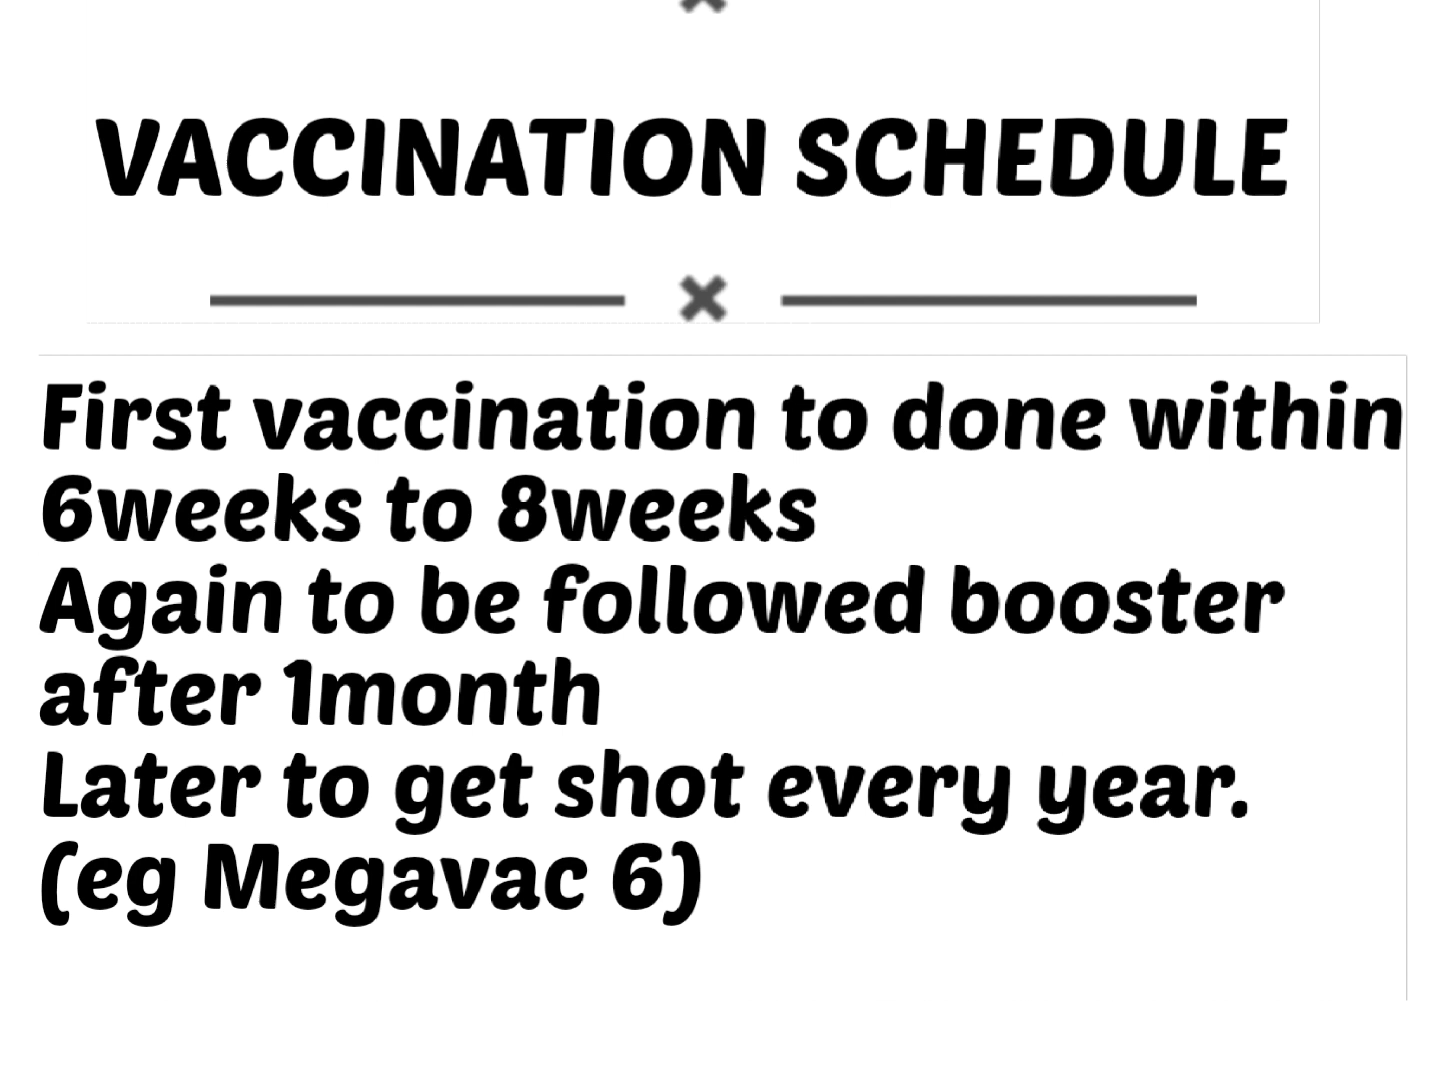 VACCINATION SCHEDULE
First vaccination to done within
6weeks to 8weeks
Again to be followed booster
after 1month
Later to get shot every year.
(eg Megavac 6)